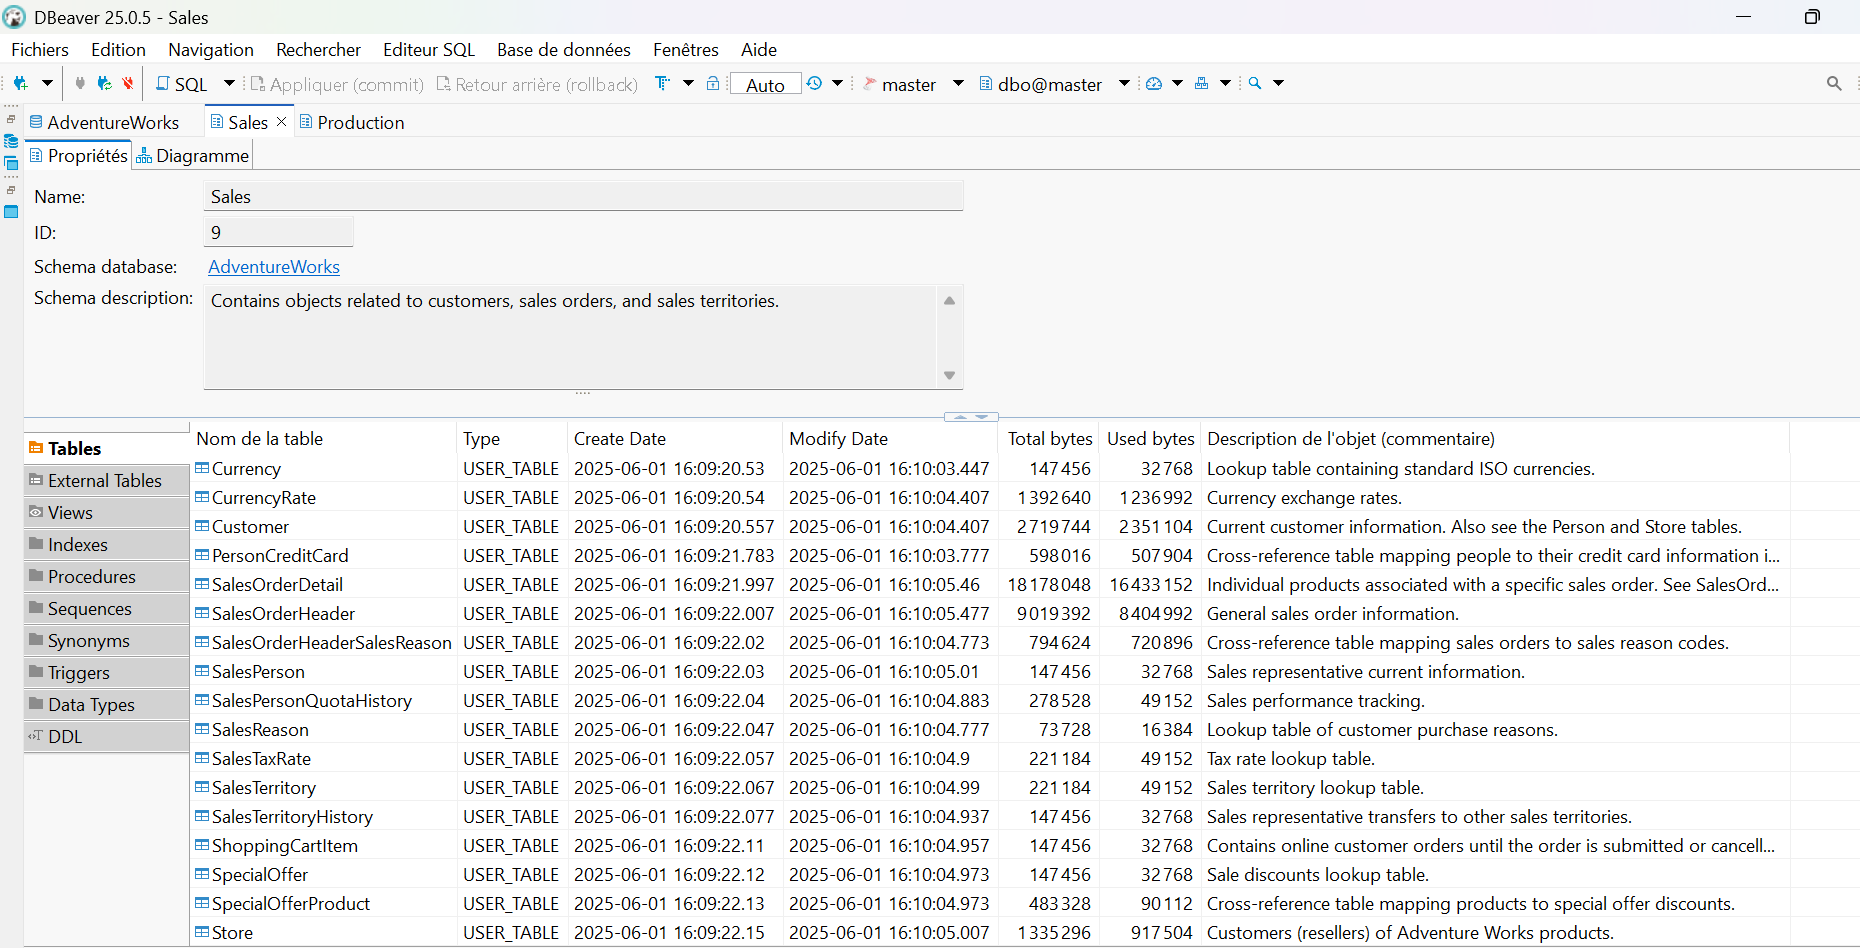 DBeaver 25.0.5 - Sales
Fichiers Edition Navigation Rechercher Editeur SQL Base de données Fenêtres Aide
SQL Appliquer (commit) Retour arrière (rollback) Auto master dbo@master
AdventureWorks Sales Production
Propriétés Diagramme
Name: Sales
ID: 9
Schema database: AdventureWorks
Schema description: Contains objects related to customers, sales orders, and sales territories.
Tables
External Tables
Views
Indexes
Procedures
Sequences
Synonyms
Triggers
Data Types
DDL
Nom de la table Type Create Date Modify Date Total bytes Used bytes Description de l'objet (commentaire)
Currency USER_TABLE 2025-06-01 16:09:20.53 2025-06-01 16:10:03.447 147 456 32 768 Lookup table containing standard ISO currencies.
CurrencyRate USER_TABLE 2025-06-01 16:09:20.54 2025-06-01 16:10:04.407 1 392 640 1 236 992 Currency exchange rates.
Customer USER_TABLE 2025-06-01 16:09:20.557 2025-06-01 16:10:04.407 2 719 744 2 351 104 Current customer information. Also see the Person and Store tables.
PersonCreditCard USER_TABLE 2025-06-01 16:09:21.783 2025-06-01 16:10:03.777 598 016 507 904 Cross-reference table mapping people to their credit card information i...
SalesOrderDetail USER_TABLE 2025-06-01 16:09:21.997 2025-06-01 16:10:05.46 18 178 048 16 433 152 Individual products associated with a specific sales order. See SalesOrd...
SalesOrderHeader USER_TABLE 2025-06-01 16:09:22.007 2025-06-01 16:10:05.477 9 019 392 8 404 992 General sales order information.
SalesOrderHeaderSalesReason USER_TABLE 2025-06-01 16:09:22.02 2025-06-01 16:10:04.773 794 624 720 896 Cross-reference table mapping sales orders to sales reason codes.
SalesPerson USER_TABLE 2025-06-01 16:09:22.03 2025-06-01 16:10:05.01 147 456 32 768 Sales representative current information.
SalesPersonQuotaHistory USER_TABLE 2025-06-01 16:09:22.04 2025-06-01 16:10:04.883 278 528 49 152 Sales performance tracking.
SalesReason USER_TABLE 2025-06-01 16:09:22.047 2025-06-01 16:10:04.777 73 728 16 384 Lookup table of customer purchase reasons.
SalesTaxRate USER_TABLE 2025-06-01 16:09:22.057 2025-06-01 16:10:04.9 221 184 49 152 Tax rate lookup table.
SalesTerritory USER_TABLE 2025-06-01 16:09:22.067 2025-06-01 16:10:04.99 221 184 49 152 Sales territory lookup table.
SalesTerritoryHistory USER_TABLE 2025-06-01 16:09:22.077 2025-06-01 16:10:04.937 147 456 32 768 Sales representative transfers to other sales territories.
ShoppingCartItem USER_TABLE 2025-06-01 16:09:22.11 2025-06-01 16:10:04.957 147 456 32 768 Contains online customer orders until the order is submitted or cancell...
SpecialOffer USER_TABLE 2025-06-01 16:09:22.12 2025-06-01 16:10:04.973 147 456 32 768 Sale discounts lookup table.
SpecialOfferProduct USER_TABLE 2025-06-01 16:09:22.13 2025-06-01 16:10:04.973 483 328 90 112 Cross-reference table mapping products to special offer discounts.
Store USER_TABLE 2025-06-01 16:09:22.15 2025-06-01 16:10:05.007 1 335 296 917 504 Customers (resellers) of Adventure Works products.